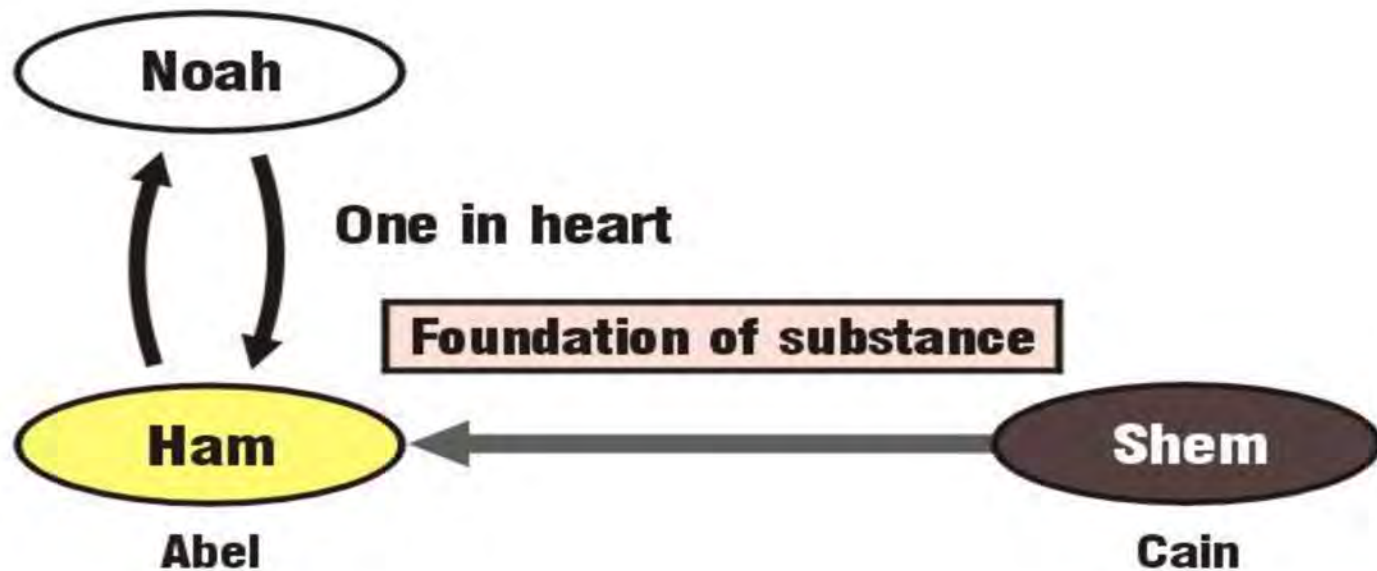 Noah
One in heart
Foundation of substance
Ham
Shem
Abel
Cain